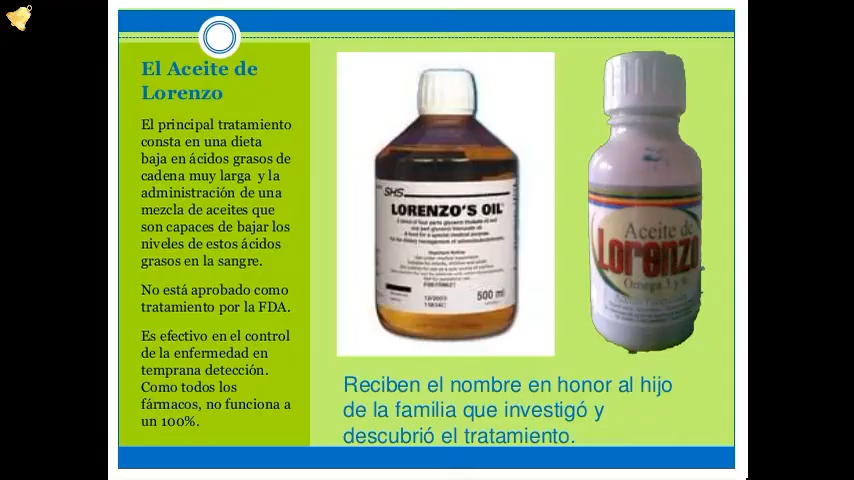 El Aceite de
Lorenzo
El principal tratamiento
consta en una dieta
baja en ácidos grasos de
cadena muy larga y la
administración de una
mezcla de aceites que
son capaces de bajar los
niveles de estos ácidos
grasos en la sangre.
No está aprobado como
tratamiento por la FDA.
Es efectivo en el control
de la enfermedad en
temprana detección.
Como todos los
fármacos, no funciona a
un 100%.
SHS
LORENZO'S OIL
500 ml
Aceite de
Lorenzo
Omega 3 y
Reciben el nombre en honor al hijo
de la familia que investigó y
descubrió el tratamiento.